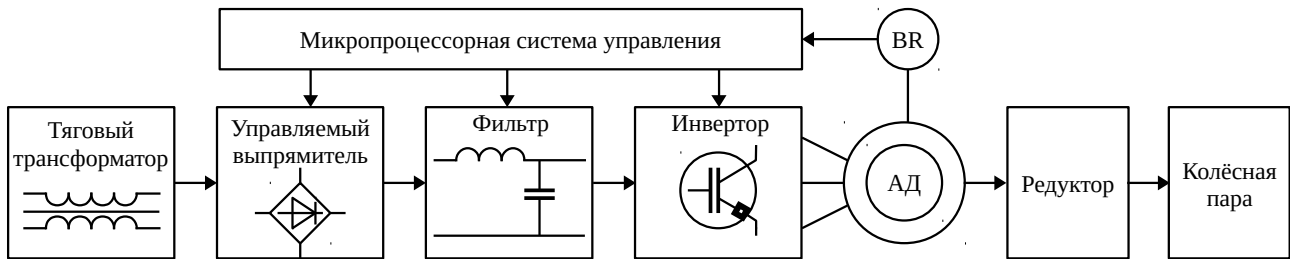 Микропроцессорная система управления
BR
Тяговый
трансформатор
Управляемый
выпрямитель
Фильтр
Инвертор
АД
Редуктор
Колёсная
пара